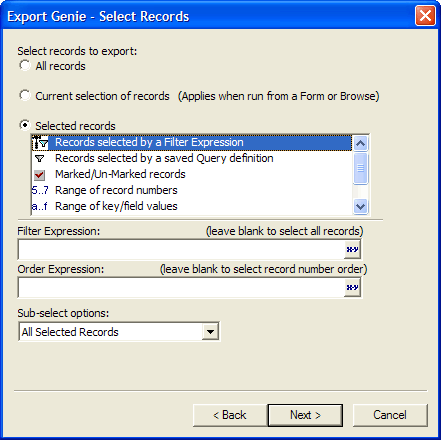 Export Genie - Select Records
Select records to export:
All records
Current selection of records (Applies when run from a Form or Browse)
Selected records
Records selected by a Filter Expression
Records selected by a saved Query definition
Marked/Un-Marked records
5..7 Range of record numbers
a..f Range of key/field values
Filter Expression: (leave blank to select all records)
x=y
Order Expression: (leave blank to select record number order)
x=y
Sub-select options:
All Selected Records
< Back Next > Cancel